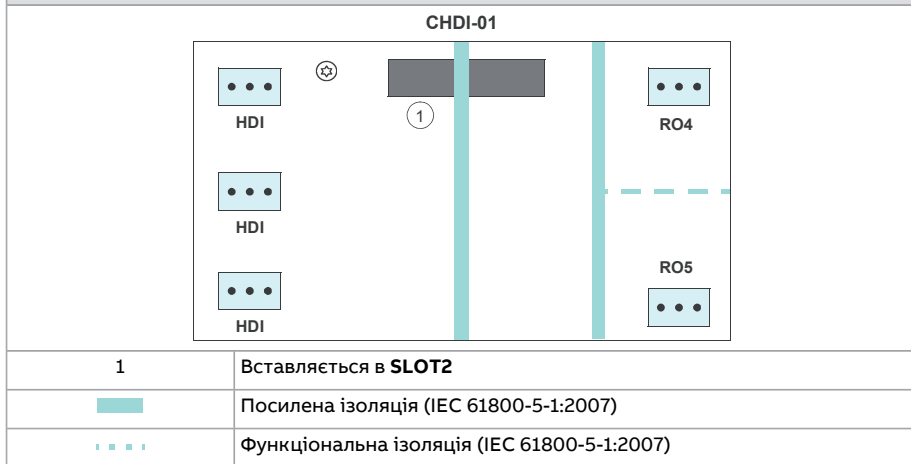 CHDI-01
HDI
1
RO4
HDI
RO5
HDI
1 Вставляється в SLOT2
Посилена ізоляція (IEC 61800-5-1:2007)
Функціональна ізоляція (IEC 61800-5-1:2007)